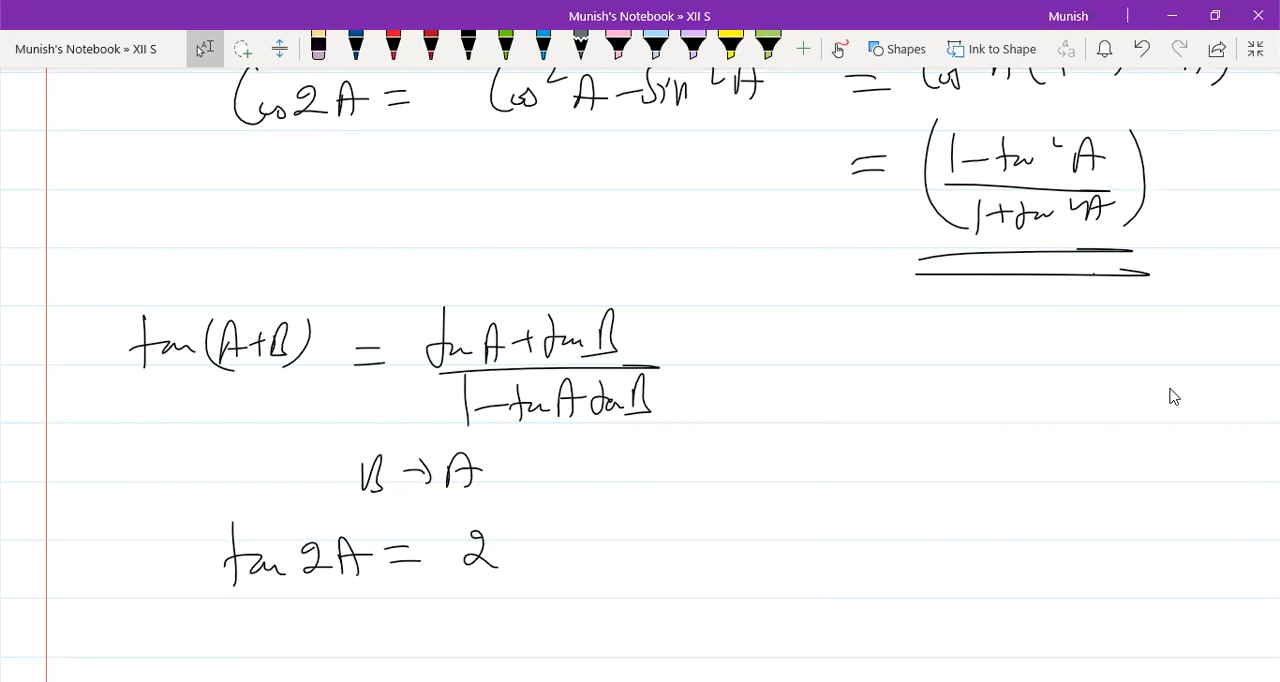 Munish's Notebook » XII S
Munish
Munish's Notebook » XII S
Shapes
Ink to Shape
Cos2A = Cos²A - Sin²A =
= (1 - tan²A / 1 + tan²A)
tan(A+B) = tanA + tanB / 1 - tanA tanB
B → A
tan2A = 2